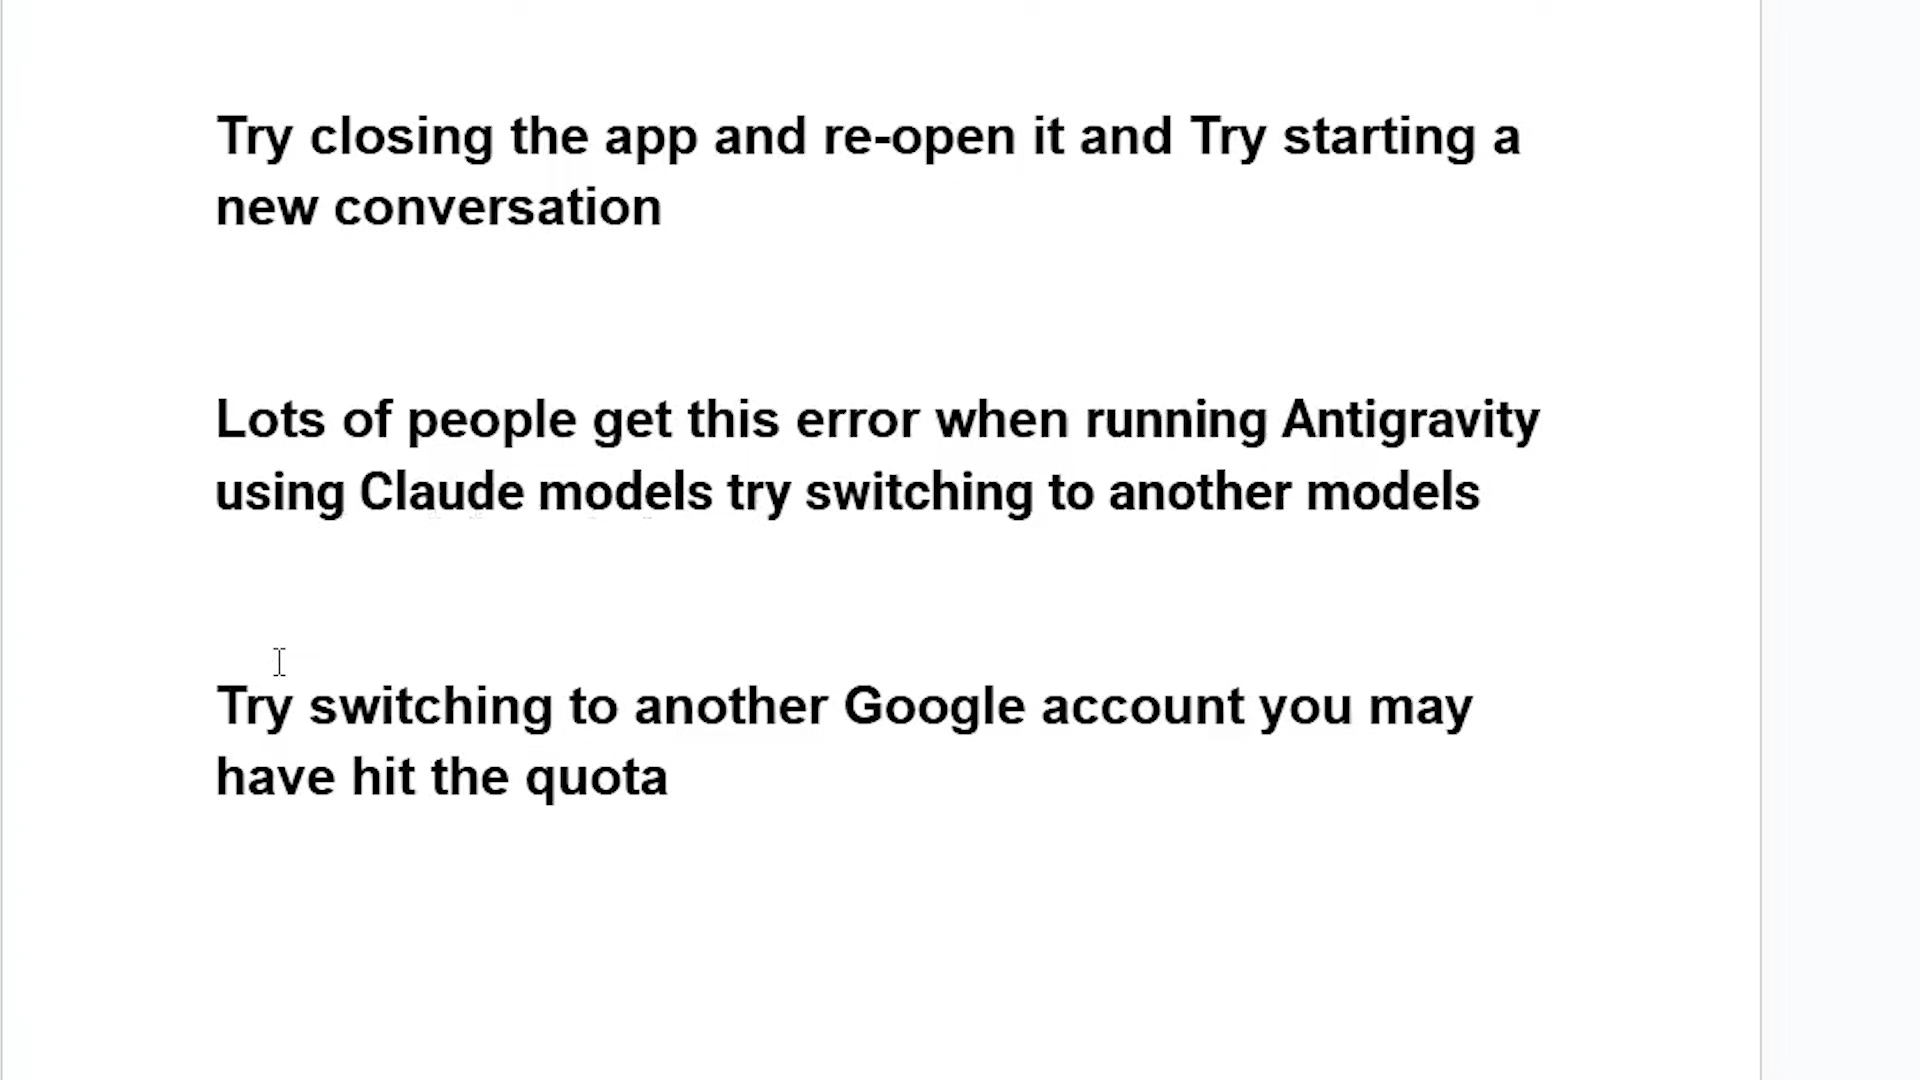 Try closing the app and re-open it and Try starting a
new conversation
Lots of people get this error when running Antigravity
using Claude models try switching to another models
Try switching to another Google account you may
have hit the quota